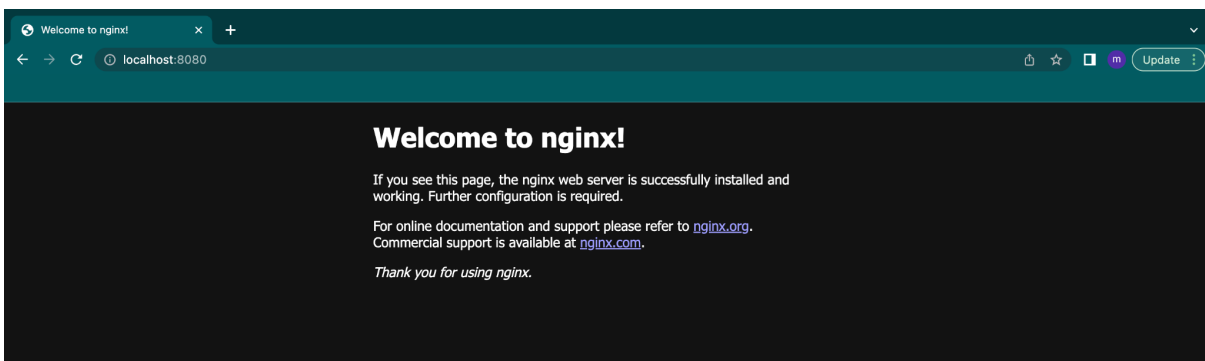 Welcome to nginx!
localhost:8080
m
Update
Welcome to nginx!
If you see this page, the nginx web server is successfully installed and
working. Further configuration is required.
For online documentation and support please refer to nginx.org.
Commercial support is available at nginx.com.
Thank you for using nginx.